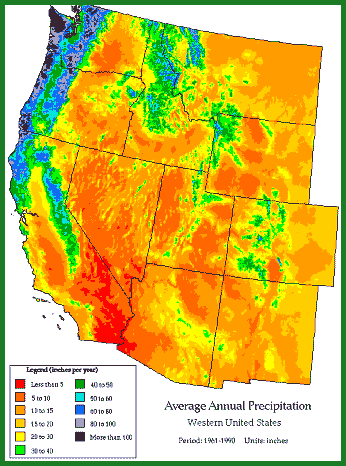 Average Annual Precipitation
Western United States
Period: 1961-1990 Units: inches
Legend (inches per year)
Less than 5
5 to 10
10 to 15
15 to 20
20 to 30
30 to 40
40 to 50
50 to 60
60 to 80
80 to 100
More than 100